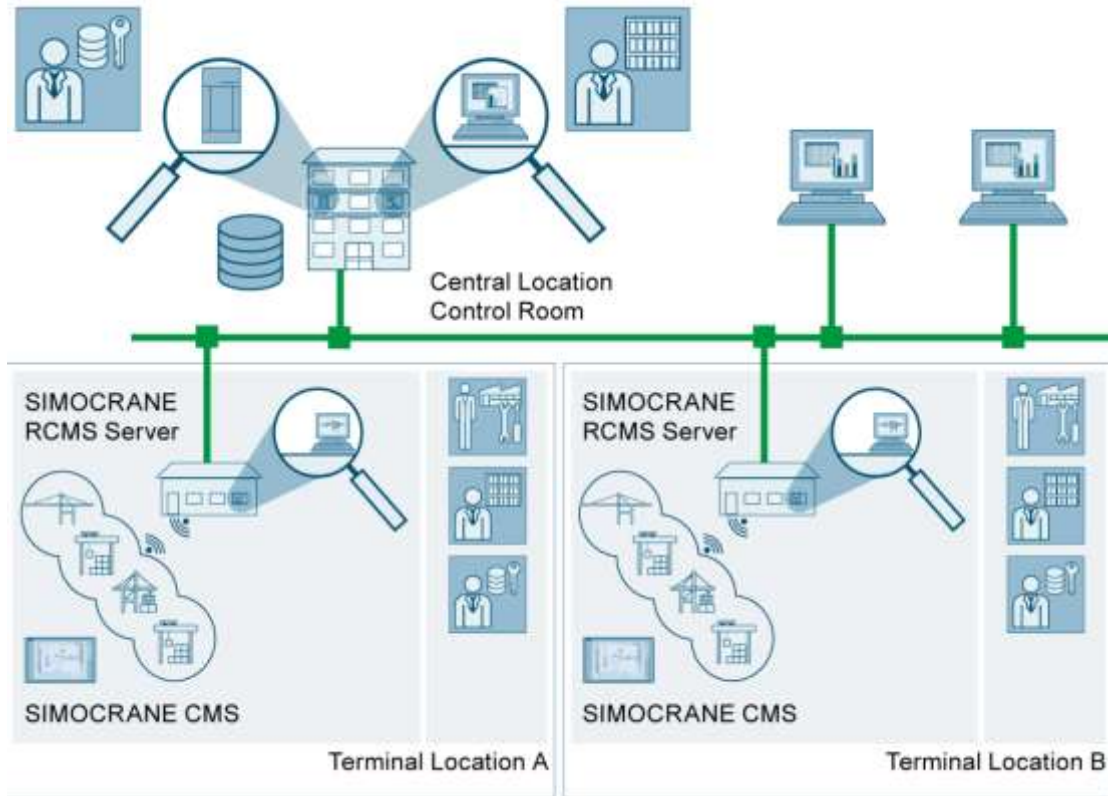 Central Location
Control Room
SIMOCRANE
RCMS Server
SIMOCRANE CMS
Terminal Location A
SIMOCRANE
RCMS Server
SIMOCRANE CMS
Terminal Location B